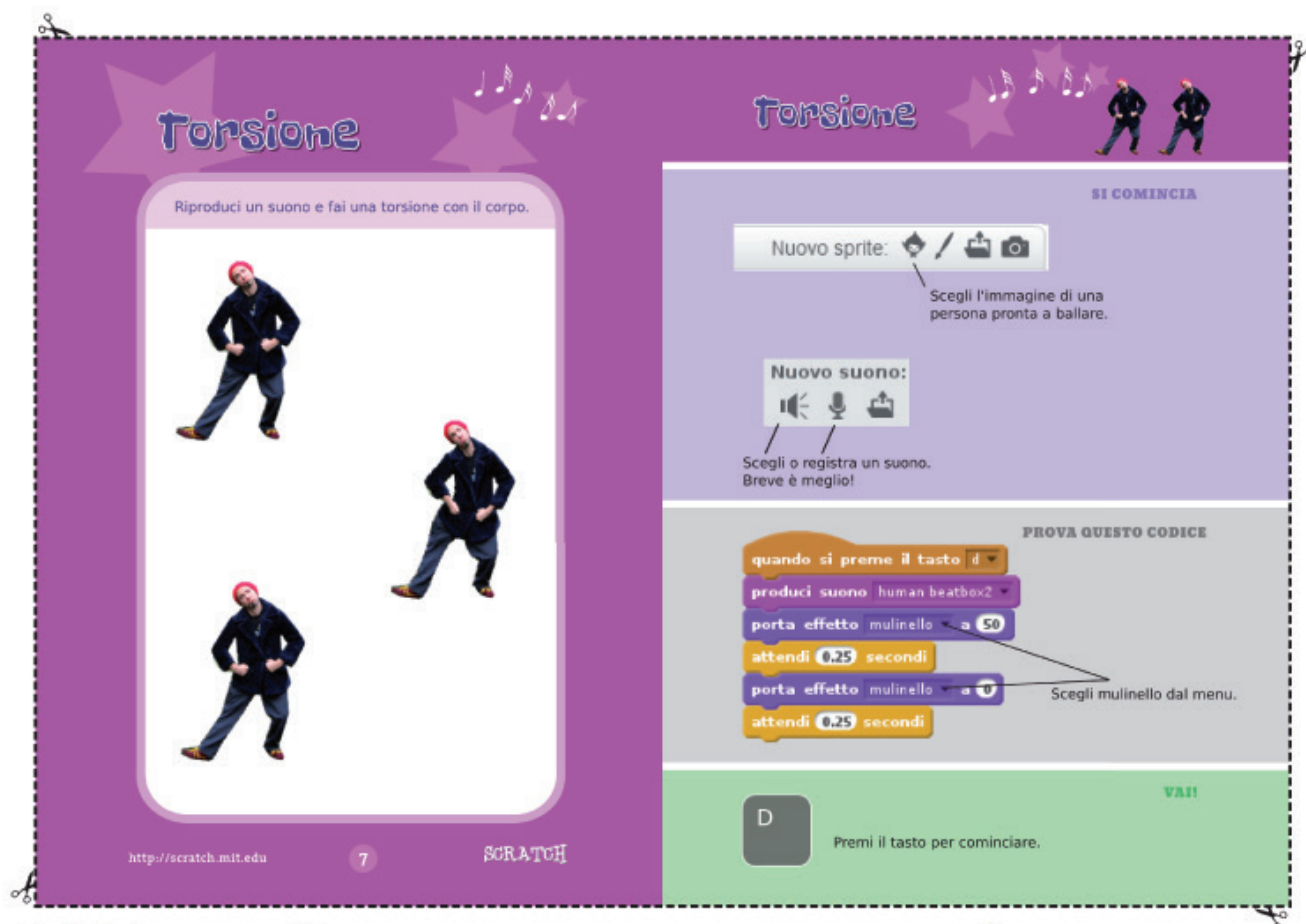 Torsione
Riproduci un suono e fai una torsione con il corpo.
http://scratch.mit.edu
7
SCRATCH
Torsione
SI COMINCIA
Nuovo sprite:
Scegli l'immagine di una
persona pronta a ballare.
Nuovo suono:
Scegli o registra un suono.
Breve è meglio!
PROVA QUESTO CODICE
quando si preme il tasto d
produci suono human beatbox2
porta effetto mulinello a 50
attendi 0.25 secondi
porta effetto mulinello a 0
Scegli mulinello dal menu.
attendi 0.25 secondi
VAI!
D
Premi il tasto per cominciare.